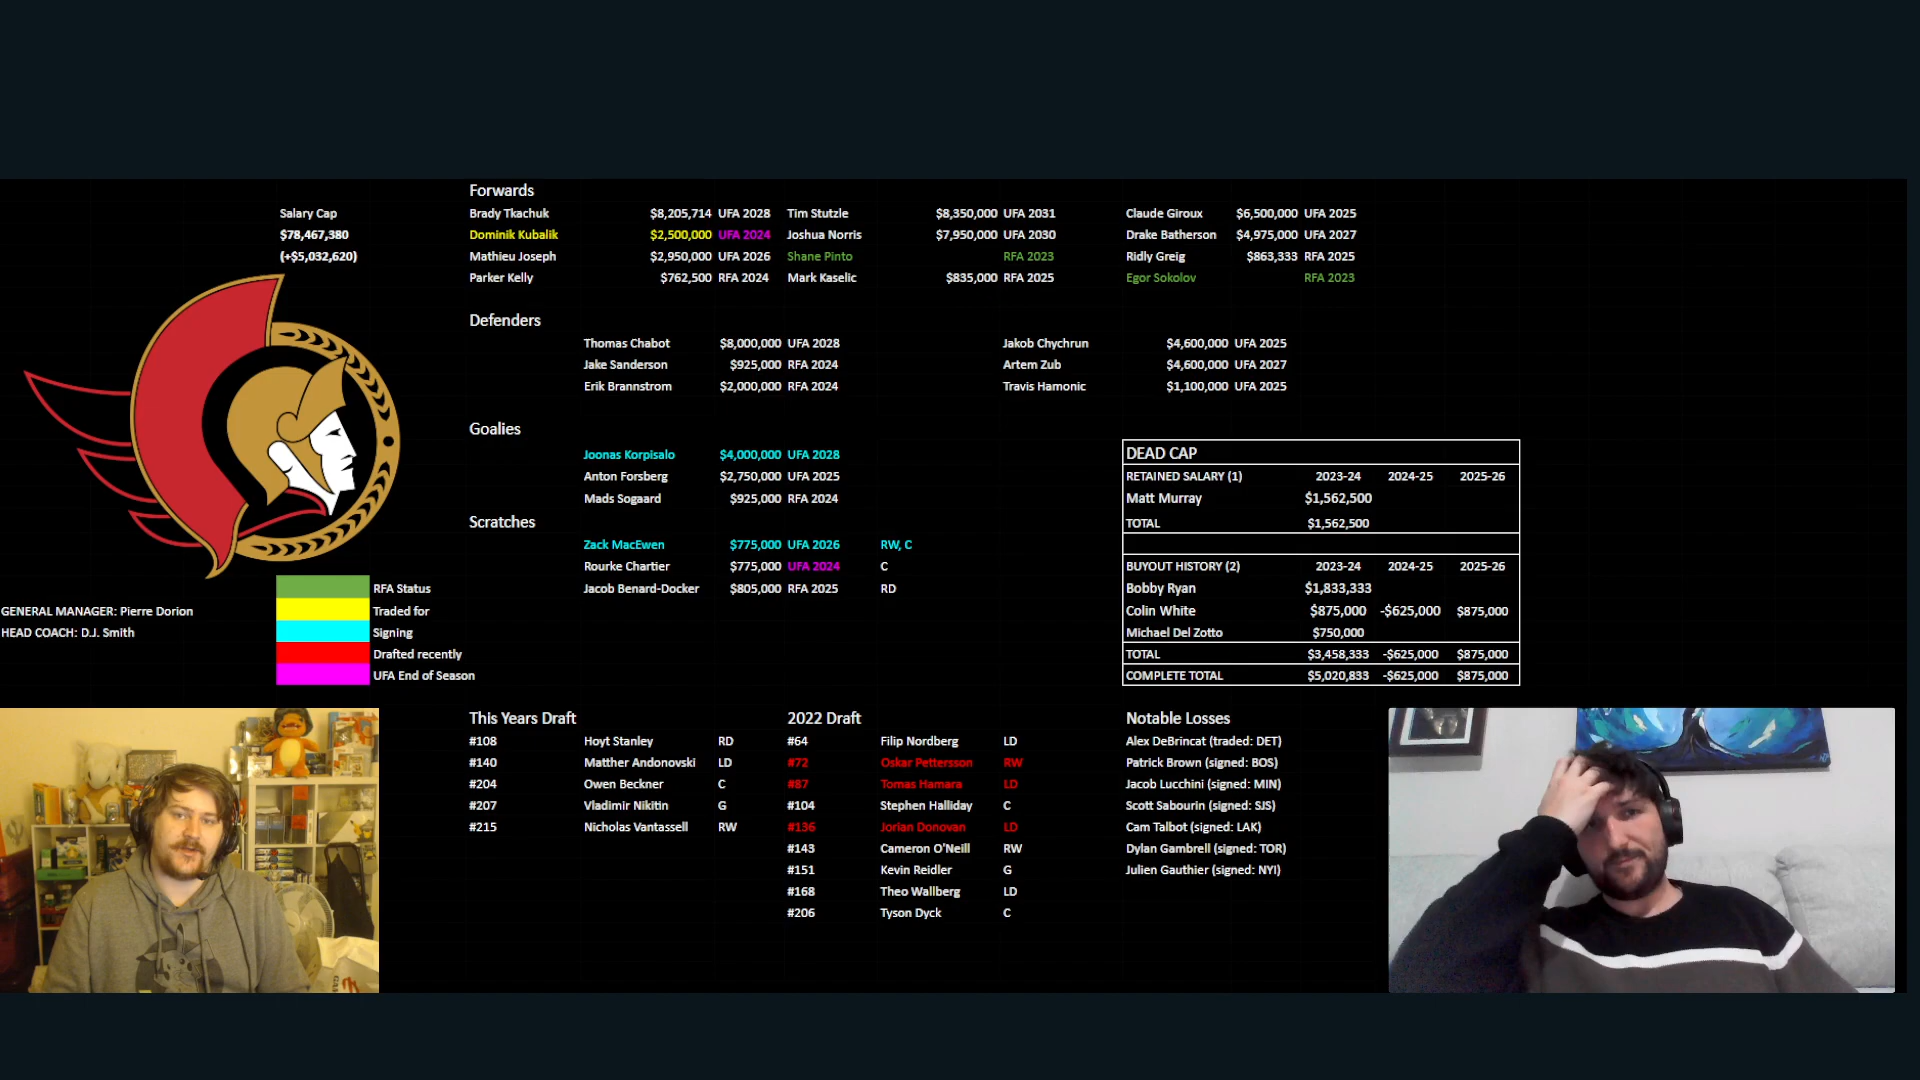 Forwards
Salary Cap
$78,467,380
(+$5,032,620)
Brady Tkachuk $8,205,714 UFA 2028 Tim Stutzle $8,350,000 UFA 2031 Claude Giroux $6,500,000 UFA 2025
Dominik Kubalik $2,500,000 UFA 2024 Joshua Norris $7,950,000 UFA 2030 Drake Batherson $4,975,000 UFA 2027
Mathieu Joseph $2,950,000 UFA 2026 Shane Pinto RFA 2023 Ridly Greig $863,333 RFA 2025
Parker Kelly $762,500 RFA 2024 Mark Kaselic $835,000 RFA 2025 Egor Sokolov RFA 2023
Defenders
Thomas Chabot $8,000,000 UFA 2028 Jakob Chychrun $4,600,000 UFA 2025
Jake Sanderson $925,000 RFA 2024 Artem Zub $4,600,000 UFA 2027
Erik Brannstrom $2,000,000 RFA 2024 Travis Hamonic $1,100,000 UFA 2025
Goalies
Joonas Korpisalo $4,000,000 UFA 2028
Anton Forsberg $2,750,000 UFA 2025
Mads Sogaard $925,000 RFA 2024
Scratches
Zack MacEwen $775,000 UFA 2026 RW, C
Rourke Chartier $775,000 UFA 2024 C
Jacob Benard-Docker $805,000 RFA 2025 RD
DEAD CAP
RETAINED SALARY (1) 2023-24 2024-25 2025-26
Matt Murray $1,562,500
TOTAL $1,562,500
BUYOUT HISTORY (2) 2023-24 2024-25 2025-26
Bobby Ryan $1,833,333
Colin White $875,000 -$625,000 $875,000
Michael Del Zotto $750,000
TOTAL $3,458,333 -$625,000 $875,000
COMPLETE TOTAL $5,020,833 -$625,000 $875,000
GENERAL MANAGER: Pierre Dorion
HEAD COACH: D.J. Smith
RFA Status
Traded for
Signing
Drafted recently
UFA End of Season
This Years Draft
#108 Hoyt Stanley RD
#140 Matther Andonovski LD
#204 Owen Beckner C
#207 Vladimir Nikitin G
#215 Nicholas Vantassell RW
2022 Draft
#64 Filip Nordberg LD
#72 Oskar Pettersson RW
#87 Tomas Hamara LD
#104 Stephen Halliday C
#136 Jorian Donovan LD
#143 Cameron O'Neill RW
#151 Kevin Reidler G
#168 Theo Wallberg LD
#206 Tyson Dyck C
Notable Losses
Alex DeBrincat (traded: DET)
Patrick Brown (signed: BOS)
Jacob Lucchini (signed: MIN)
Scott Sabourin (signed: SJS)
Cam Talbot (signed: LAK)
Dylan Gambrell (signed: TOR)
Julien Gauthier (signed: NYI)